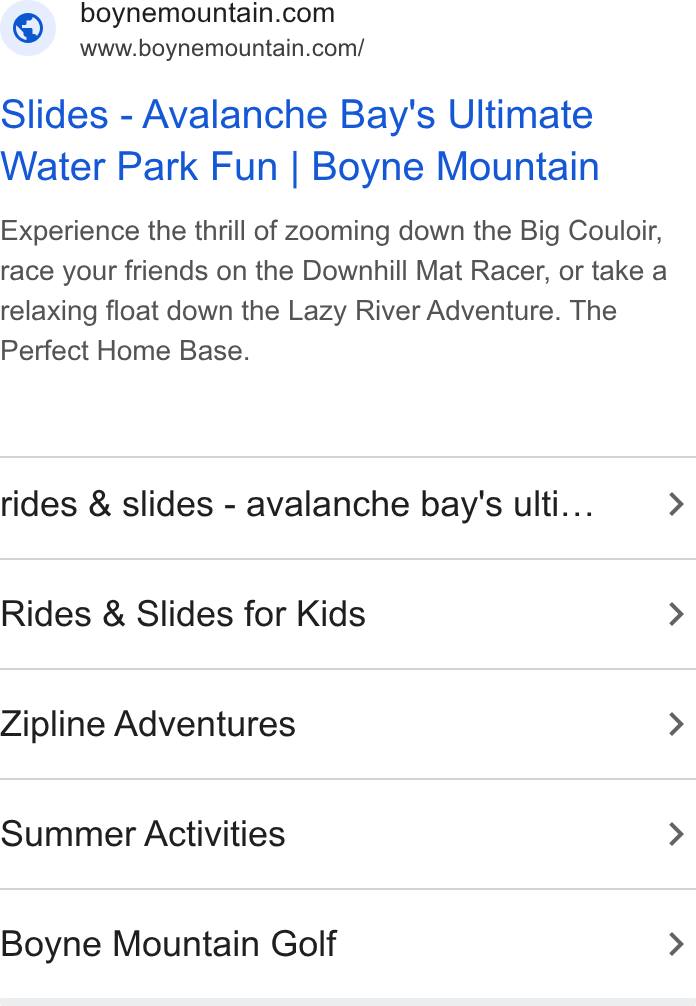 boynemountain.com
www.boynemountain.com/
Slides - Avalanche Bay's Ultimate
Water Park Fun | Boyne Mountain
Experience the thrill of zooming down the Big Couloir,
race your friends on the Downhill Mat Racer, or take a
relaxing float down the Lazy River Adventure. The
Perfect Home Base.
rides & slides - avalanche bay's ulti…
Rides & Slides for Kids
Zipline Adventures
Summer Activities
Boyne Mountain Golf